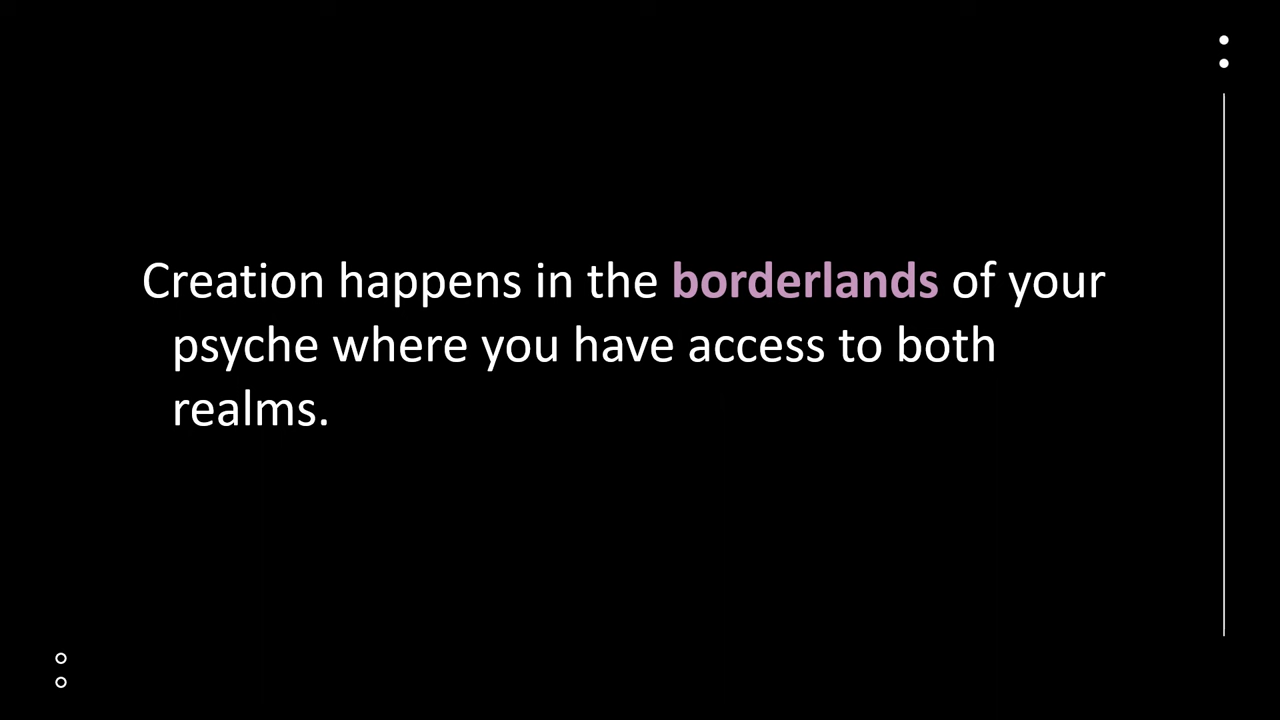 Creation happens in the borderlands of your
psyche where you have access to both
realms.